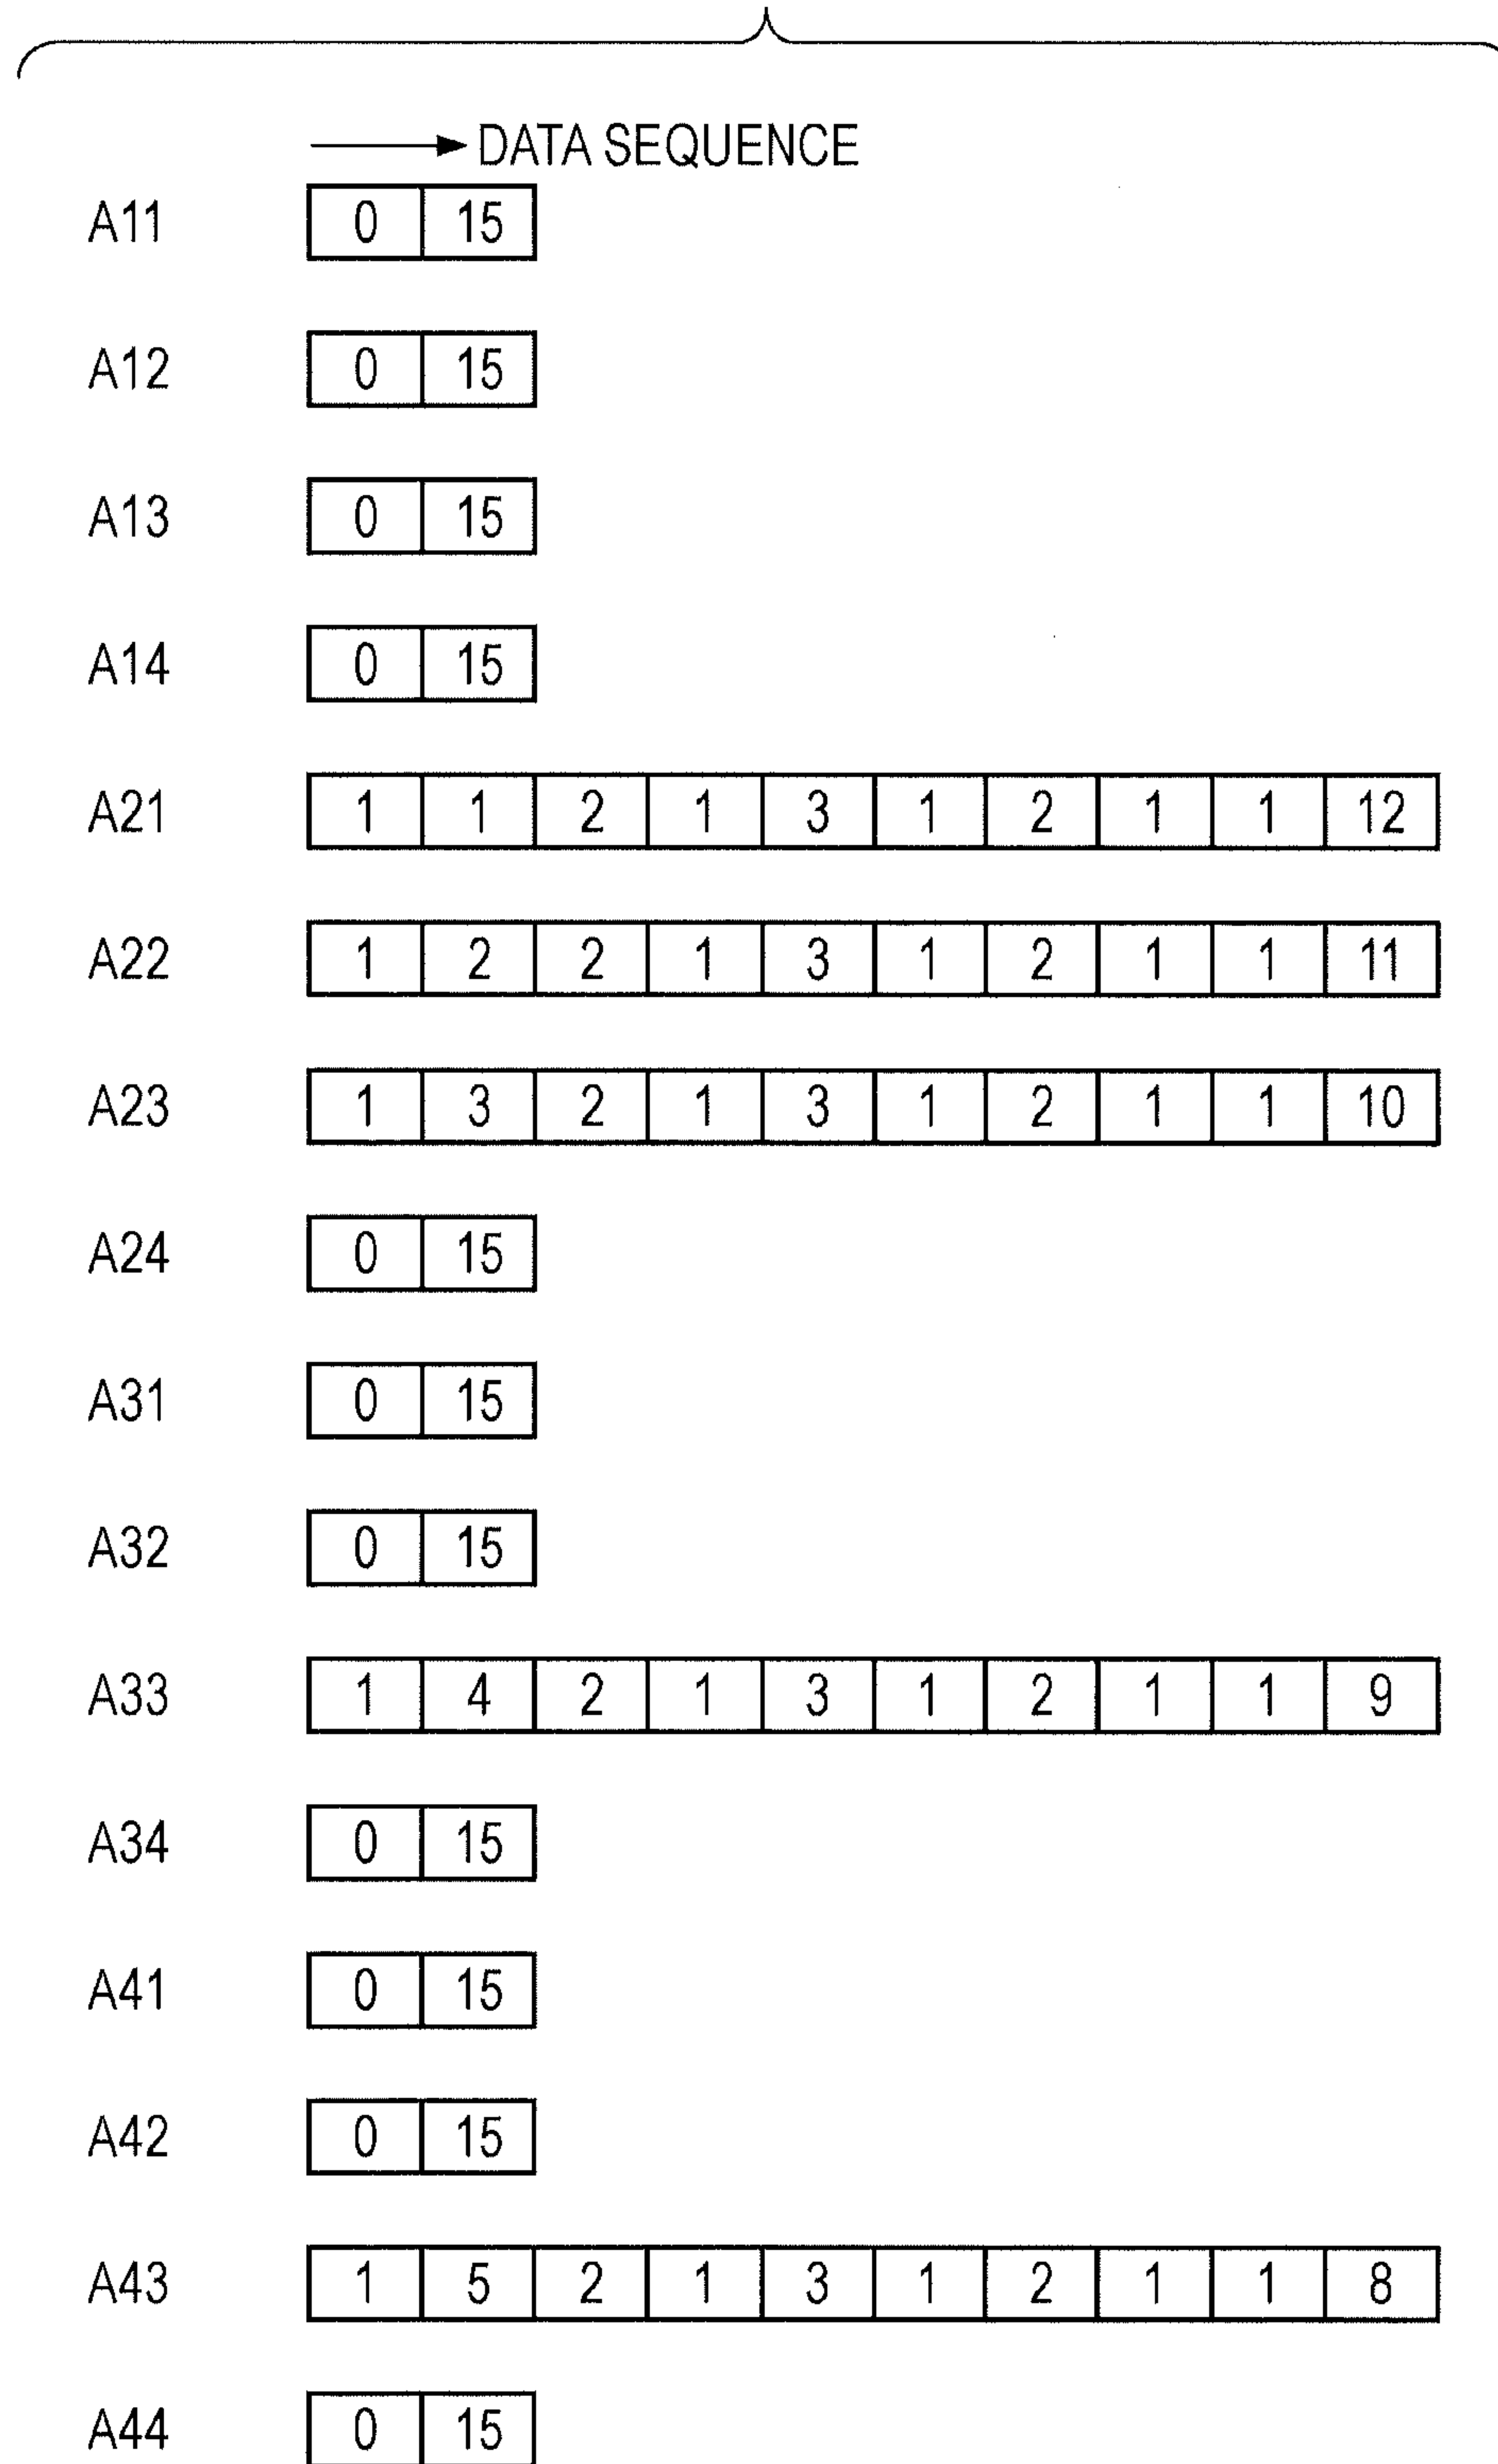 DATA SEQUENCE
A11 0 15
A12 0 15
A13 0 15
A14 0 15
A21 1 1 2 1 3 1 2 1 1 12
A22 1 2 2 1 3 1 2 1 1 11
A23 1 3 2 1 3 1 2 1 1 10
A24 0 15
A31 0 15
A32 0 15
A33 1 4 2 1 3 1 2 1 1 9
A34 0 15
A41 0 15
A42 0 15
A43 1 5 2 1 3 1 2 1 1 8
A44 0 15